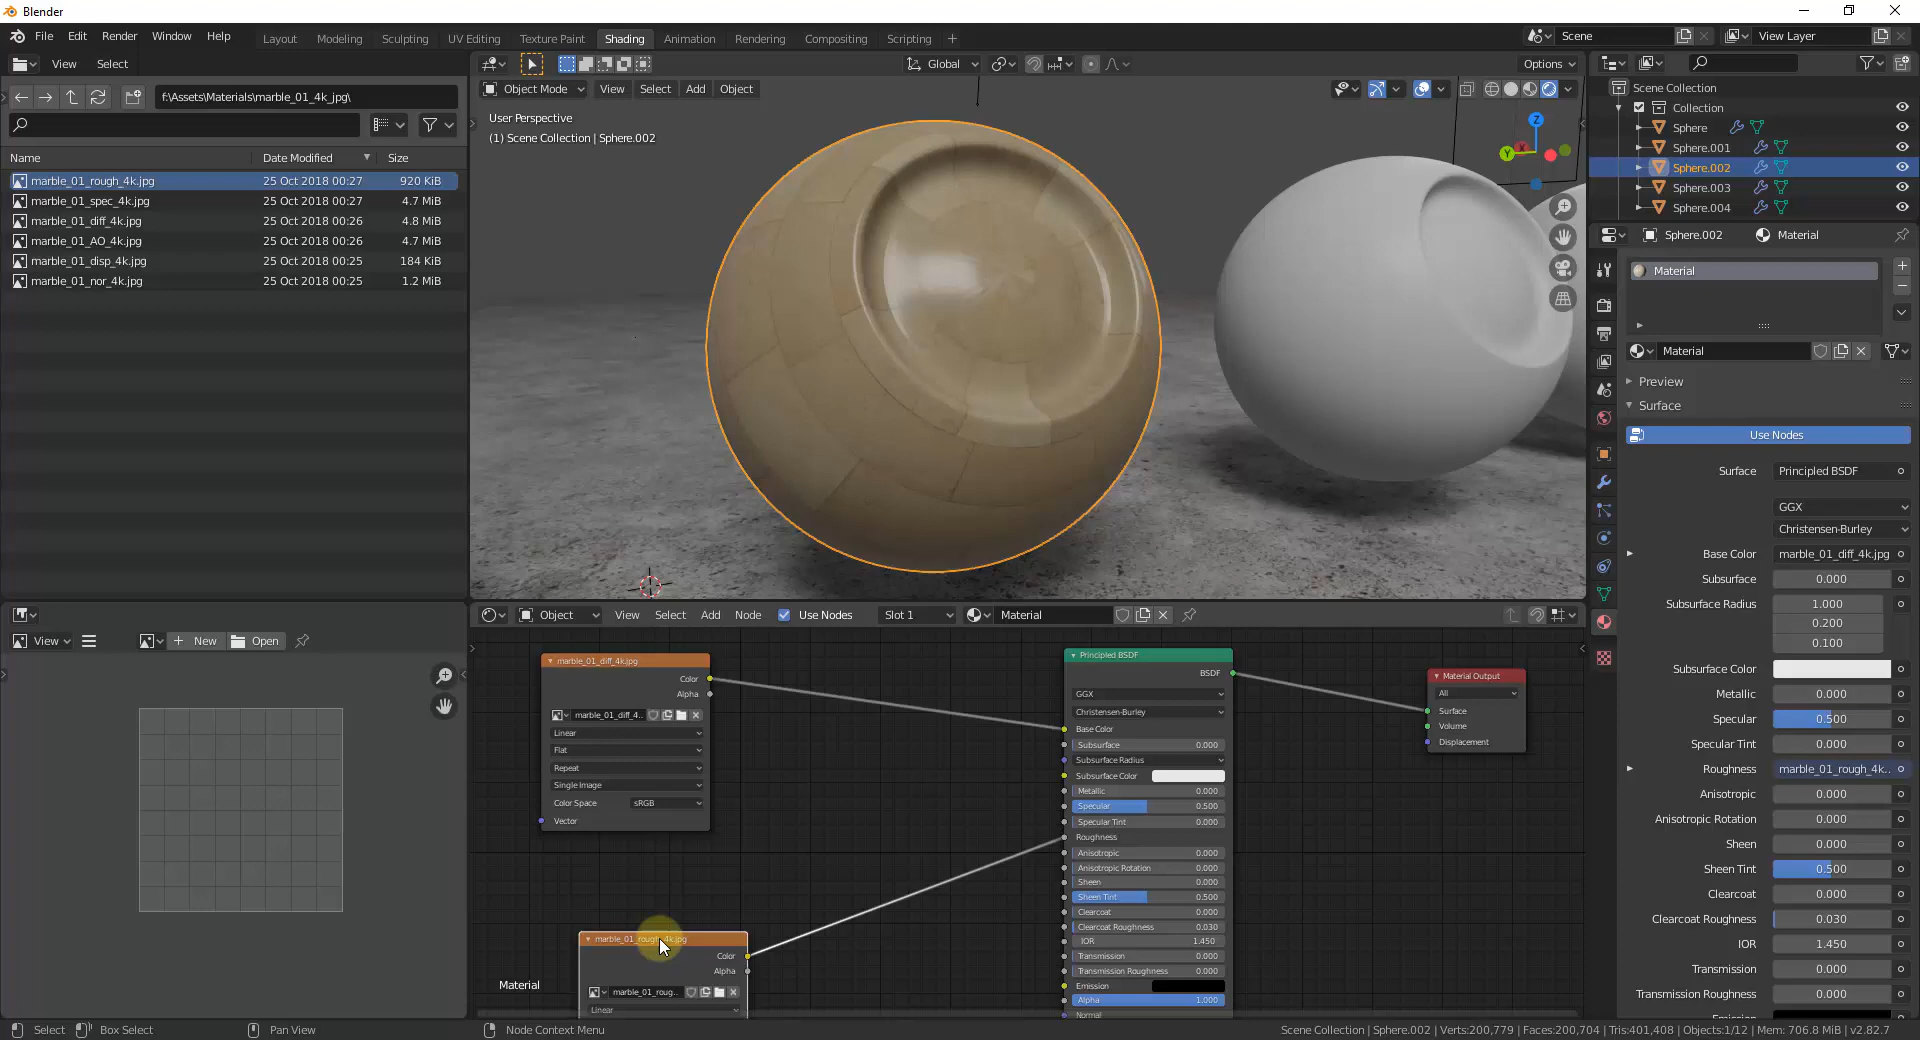 Blender
File Edit Render Window Help
Layout Modeling Sculpting UV Editing Texture Paint Shading Animation Rendering Compositing Scripting +
Scene
View Layer
View Select
f:\Assets\Materials\marble_01_4k_jpg\
Name Date Modified Size
marble_01_rough_4k.jpg 25 Oct 2018 00:27 920 KiB
marble_01_spec_4k.jpg 25 Oct 2018 00:27 4.7 MiB
marble_01_diff_4k.jpg 25 Oct 2018 00:26 4.8 MiB
marble_01_AO_4k.jpg 25 Oct 2018 00:26 4.7 MiB
marble_01_disp_4k.jpg 25 Oct 2018 00:25 184 KiB
marble_01_nor_4k.jpg 25 Oct 2018 00:25 1.2 MiB
Global
Options
Object Mode View Select Add Object
User Perspective
(1) Scene Collection | Sphere.002
Z
X
Y
Scene Collection
Collection
Sphere
Sphere.001
Sphere.002
Sphere.003
Sphere.004
Sphere.002 Material
Material
Material
Preview
Surface
Use Nodes
Surface Principled BSDF
GGX
Christensen-Burley
Base Color marble_01_diff_4k.jpg
Subsurface 0.000
Subsurface Radius 1.000
0.200
0.100
Subsurface Color
Metallic 0.000
Specular 0.500
Specular Tint 0.000
Roughness marble_01_rough_4k..
Anisotropic 0.000
Anisotropic Rotation 0.000
Sheen 0.000
Sheen Tint 0.500
Clearcoat 0.000
Clearcoat Roughness 0.030
IOR 1.450
Transmission 0.000
Transmission Roughness 0.000
View New Open
Object View Select Add Node Use Nodes Slot 1 Material
marble_01_diff_4k.jpg
Color
Alpha
marble_01_diff_4..
Linear
Flat
Repeat
Single Image
Color Space sRGB
Vector
marble_01_rough_4k.jpg
Color
Alpha
marble_01_roug..
Linear
Material
Principled BSDF
BSDF
GGX
Christensen-Burley
Base Color
Subsurface 0.000
Subsurface Radius
Subsurface Color
Metallic 0.000
Specular 0.500
Specular Tint 0.000
Roughness
Anisotropic 0.000
Anisotropic Rotation 0.000
Sheen 0.000
Sheen Tint 0.500
Clearcoat 0.000
Clearcoat Roughness 0.030
IOR 1.450
Transmission 0.000
Transmission Roughness 0.000
Emission
Alpha 1.000
Normal
Material Output
All
Surface
Volume
Displacement
Select Box Select Pan View Node Context Menu
Scene Collection | Sphere.002 | Verts:200,779 | Faces:200,704 | Tris:401,408 | Objects:1/12 | Mem: 706.8 MiB | v2.82.7